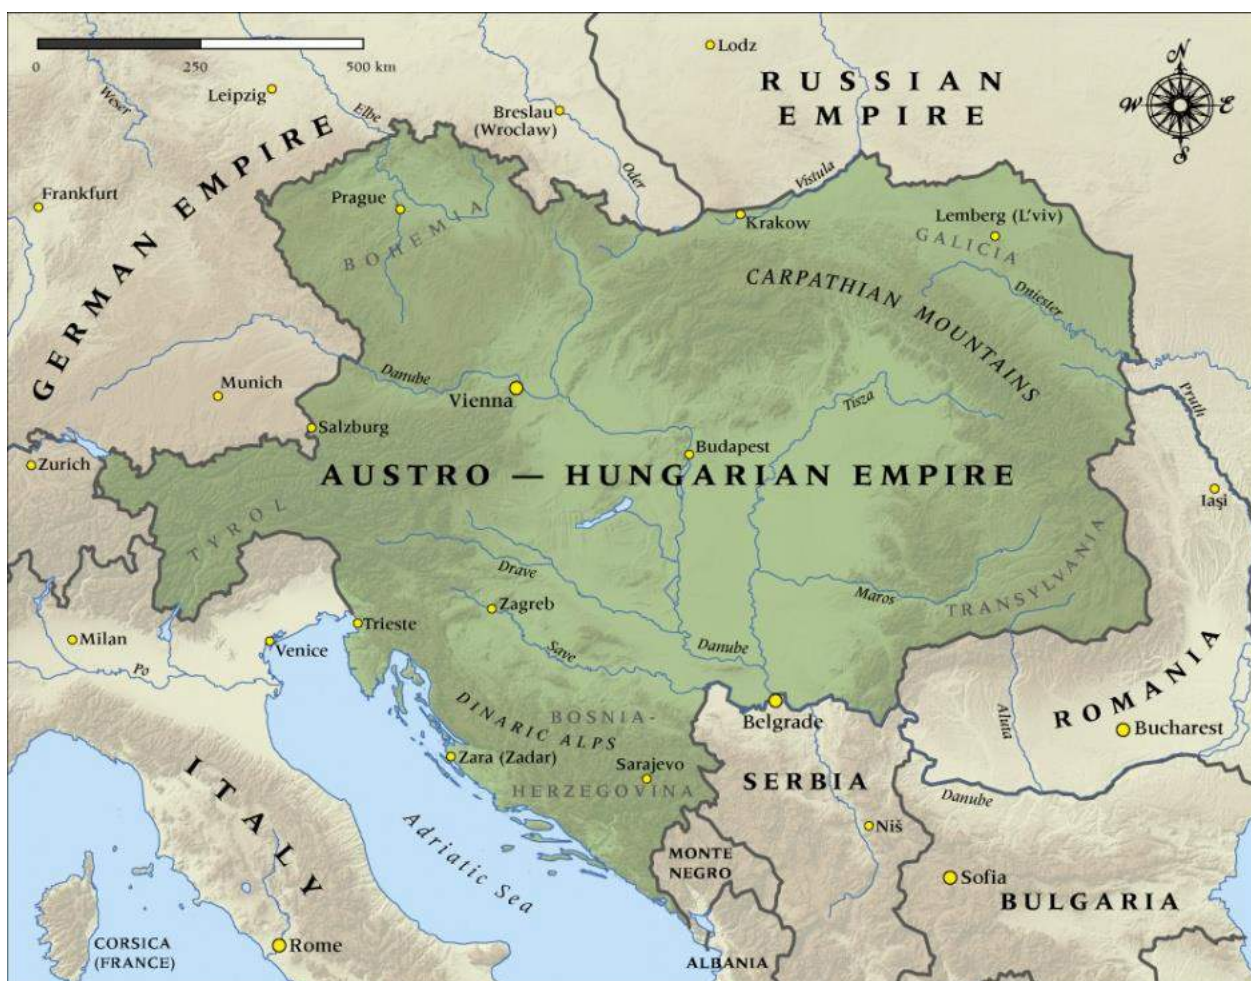 0 250 500 km
Lodz
RUSSIAN
EMPIRE
N
W E
S
Weser
Leipzig
Elbe
Breslau
(Wroclaw)
Oder
GERMAN EMPIRE
Frankfurt
Prague
BOHEMIA
Vistula
Krakow
Lemberg (L'viv)
GALICIA
CARPATHIAN MOUNTAINS
Dniester
Munich
Danube
Vienna
Tisza
Pruth
Salzburg
Budapest
Zurich
AUSTRO — HUNGARIAN EMPIRE
Iaşi
TYROL
Drave
Maros
TRANSYLVANIA
Zagreb
Milan
Venice
Trieste
Save
Danube
Po
ROMANIA
Aluta
Bucharest
DINARIC ALPS
BOSNIA-
HERZEGOVINA
Belgrade
Zara (Zadar)
Sarajevo
SERBIA
Danube
ITALY
Adriatic Sea
Niš
MONTE
NEGRO
Sofia
BULGARIA
CORSICA
(FRANCE)
Rome
ALBANIA